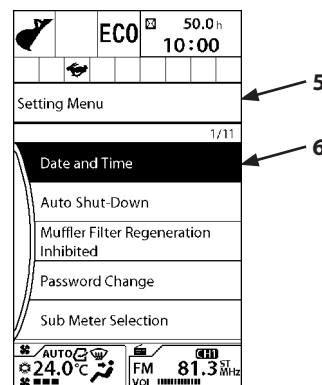 ECO
50.0 h
10:00
5
Setting Menu
1/11
6
Date and Time
Auto Shut-Down
Muffler Filter Regeneration
Inhibited
Password Change
Sub Meter Selection
AUTO
CH1
24.0°C
FM 81.3 ST MHz
VOL